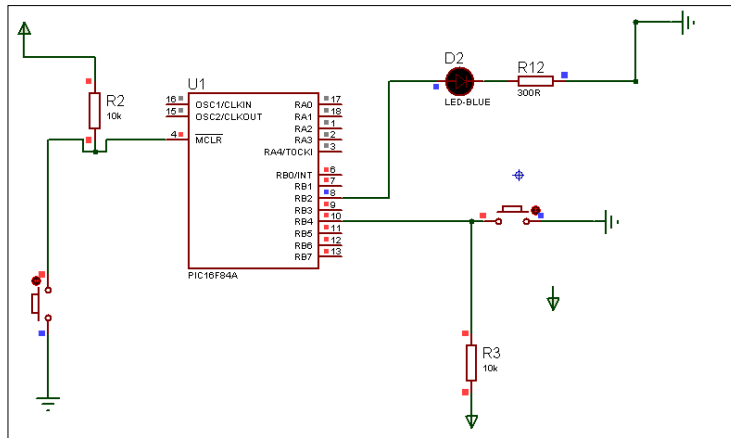 U1
D2
R12
LED-BLUE
300R
R2
10k
16 OSC1/CLKIN RA0 17
15 OSC2/CLKOUT RA1 18
RA2 1
4 MCLR RA3 2
RA4/T0CKI 3
RB0/INT 6
RB1 7
RB2 8
RB3 9
RB4 10
RB5 11
RB6 12
RB7 13
PIC16F84A
R3
10k